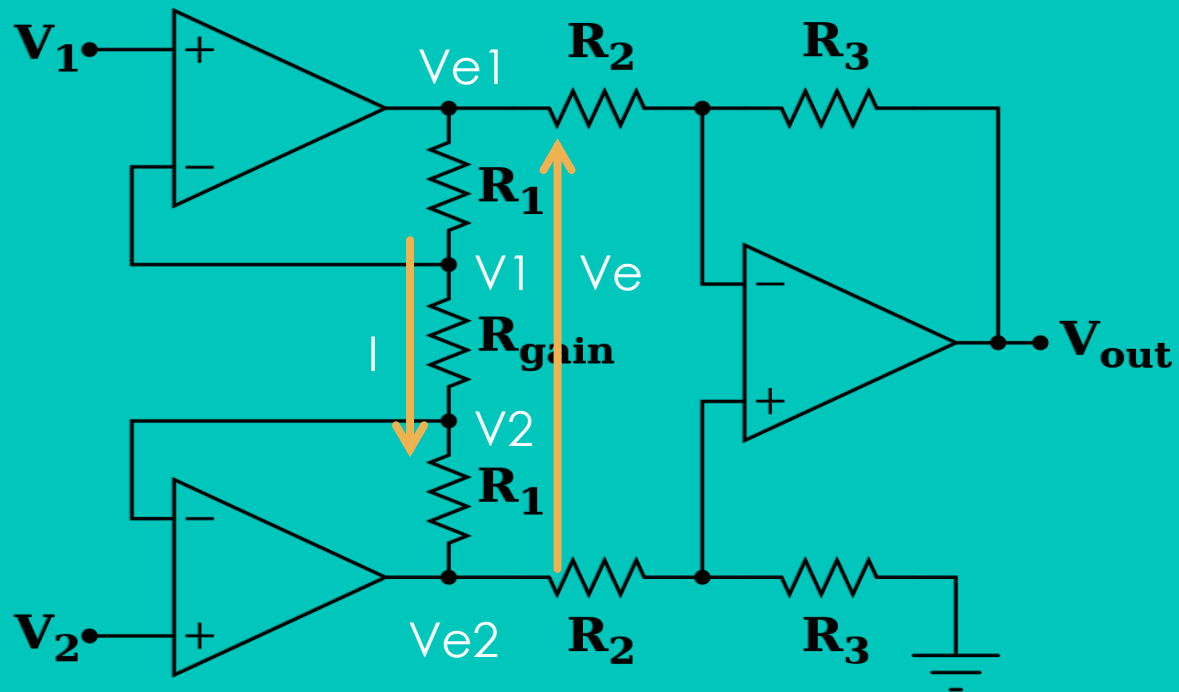 V1
+
−
Ve1
R2
R3
R1
V1
Ve
I
Rgain
−
+
Vout
V2
−
+
R1
V2
Ve2
R2
R3